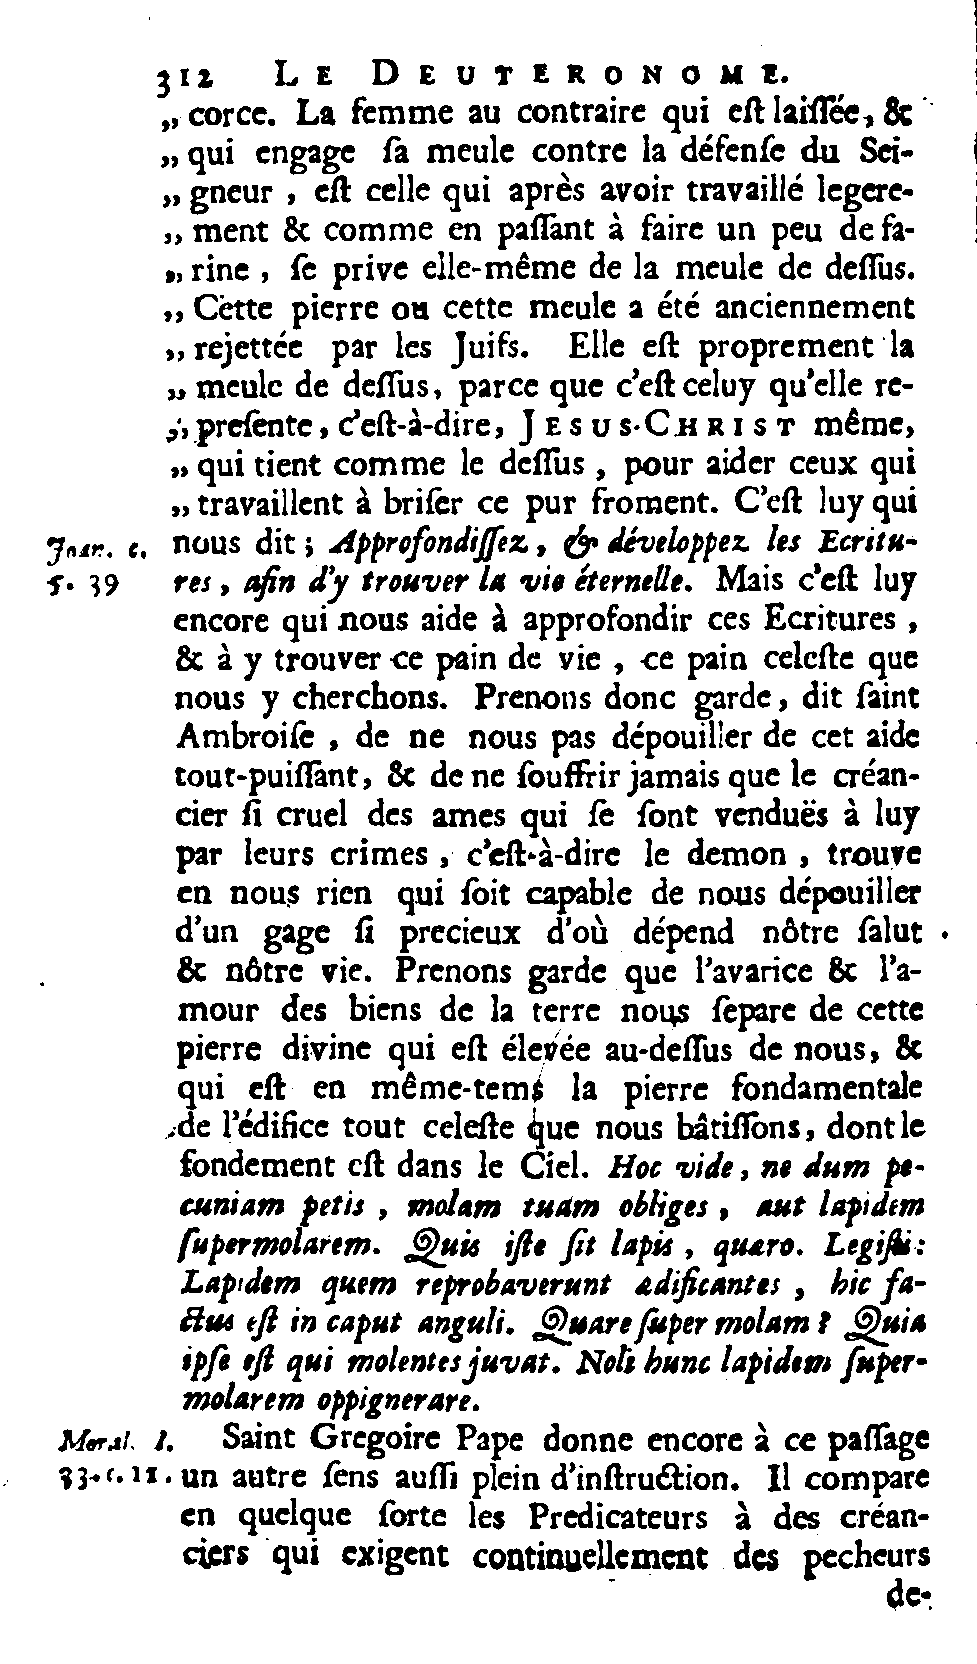 312 LE DEUTERONOME.
„ corce. La femme au contraire qui eſt laiſſée, &
„ qui engage ſa meule contre la défenſe du Sei-
„ gneur, eſt celle qui après avoir travaillé legere-
„ ment & comme en paſſant à faire un peu de fa-
„ rine, ſe prive elle-même de la meule de deſſus.
„ Cette pierre ou cette meule a été anciennement
„ rejettée par les Juifs. Elle eſt proprement la
„ meule de deſſus, parce que c'eſt celuy qu'elle re-
„ preſente, c'eſt-à-dire, JESUS-CHRIST même,
„ qui tient comme le deſſus, pour aider ceux qui
„ travaillent à briſer ce pur froment. C'eſt luy qui
Joan. c. nous dit; Approfondiſſez, & développez les Ecritu-
5. 39 res, afin d'y trouver la vie éternelle. Mais c'eſt luy
encore qui nous aide à approfondir ces Ecritures,
& à y trouver ce pain de vie, ce pain celeſte que
nous y cherchons. Prenons donc garde, dit ſaint
Ambroiſe, de ne nous pas dépouiller de cet aide
tout-puiſſant, & de ne ſouffrir jamais que le créan-
cier ſi cruel des ames qui ſe ſont venduës à luy
par leurs crimes, c'eſt-à-dire le demon, trouve
en nous rien qui ſoit capable de nous dépouiller
d'un gage ſi precieux d'où dépend nôtre ſalut
& nôtre vie. Prenons garde que l'avarice & l'a-
mour des biens de la terre nous ſepare de cette
pierre divine qui eſt élevée au-deſſus de nous, &
qui eſt en même-tems la pierre fondamentale
de l'édifice tout celeſte que nous bâtiſſons, dont le
fondement eſt dans le Ciel. Hoc vide, ne dum pe-
cuniam petis, molam tuam obliges, aut lapidem
ſupermolarem. Quis iſte ſit lapis, quæro. Legiſti:
Lapidem quem reprobaverunt ædificantes, hic fa-
ctus eſt in caput anguli. Quare ſuper molam? Quia
ipſe eſt qui molentes juvat. Noli hunc lapidem ſuper-
molarem oppignerare.
Moral. l. Saint Gregoire Pape donne encore à ce paſſage
33. c. 11. un autre ſens auſſi plein d'inſtruction. Il compare
en quelque ſorte les Predicateurs à des créan-
ciers qui exigent continuellement des pecheurs
de-